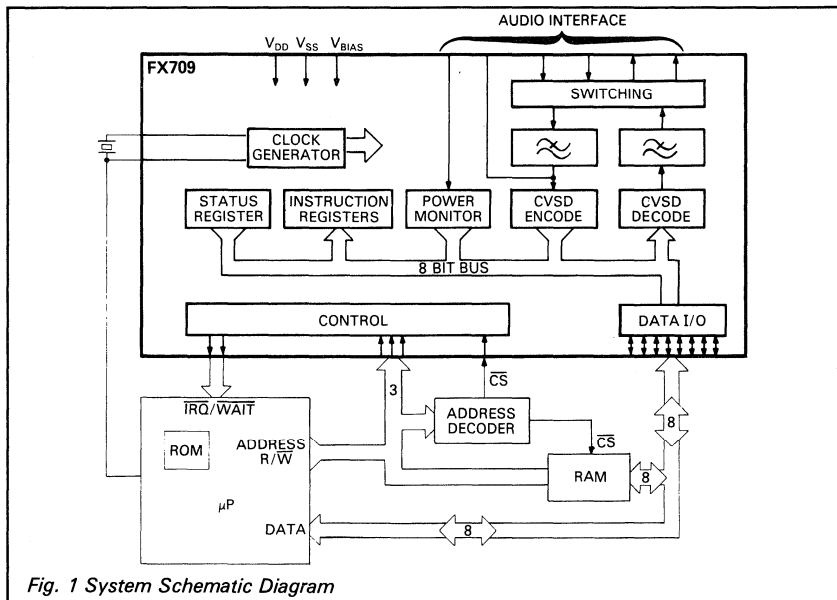 AUDIO INTERFACE
VDD VSS VBIAS
FX709
SWITCHING
CLOCK
GENERATOR
STATUS
REGISTER
INSTRUCTION
REGISTERS
POWER
MONITOR
CVSD
ENCODE
CVSD
DECODE
8 BIT BUS
CONTROL
DATA I/O
3
CS
IRQ/WAIT
ADDRESS
DECODER
8
ROM
ADDRESS
R/W
CS
RAM
8
μP
DATA
8
Fig. 1 System Schematic Diagram